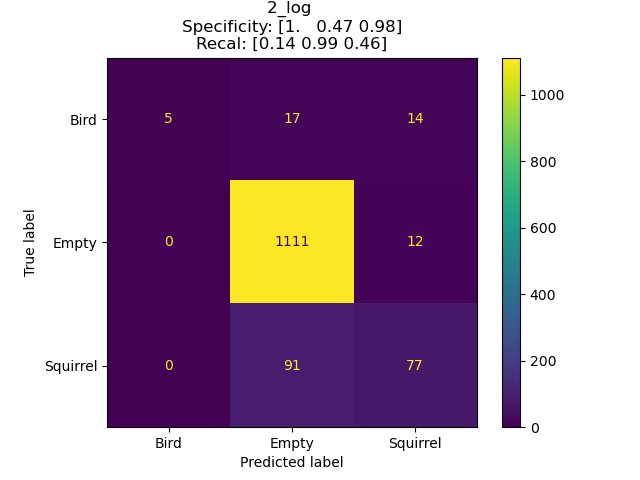 2_log
Specificity: [1.   0.47 0.98]
Recal: [0.14 0.99 0.46]
True label
Bird
5 17 14
Empty
0 1111 12
Squirrel
0 91 77
Bird Empty Squirrel
Predicted label
1000
800
600
400
200
0